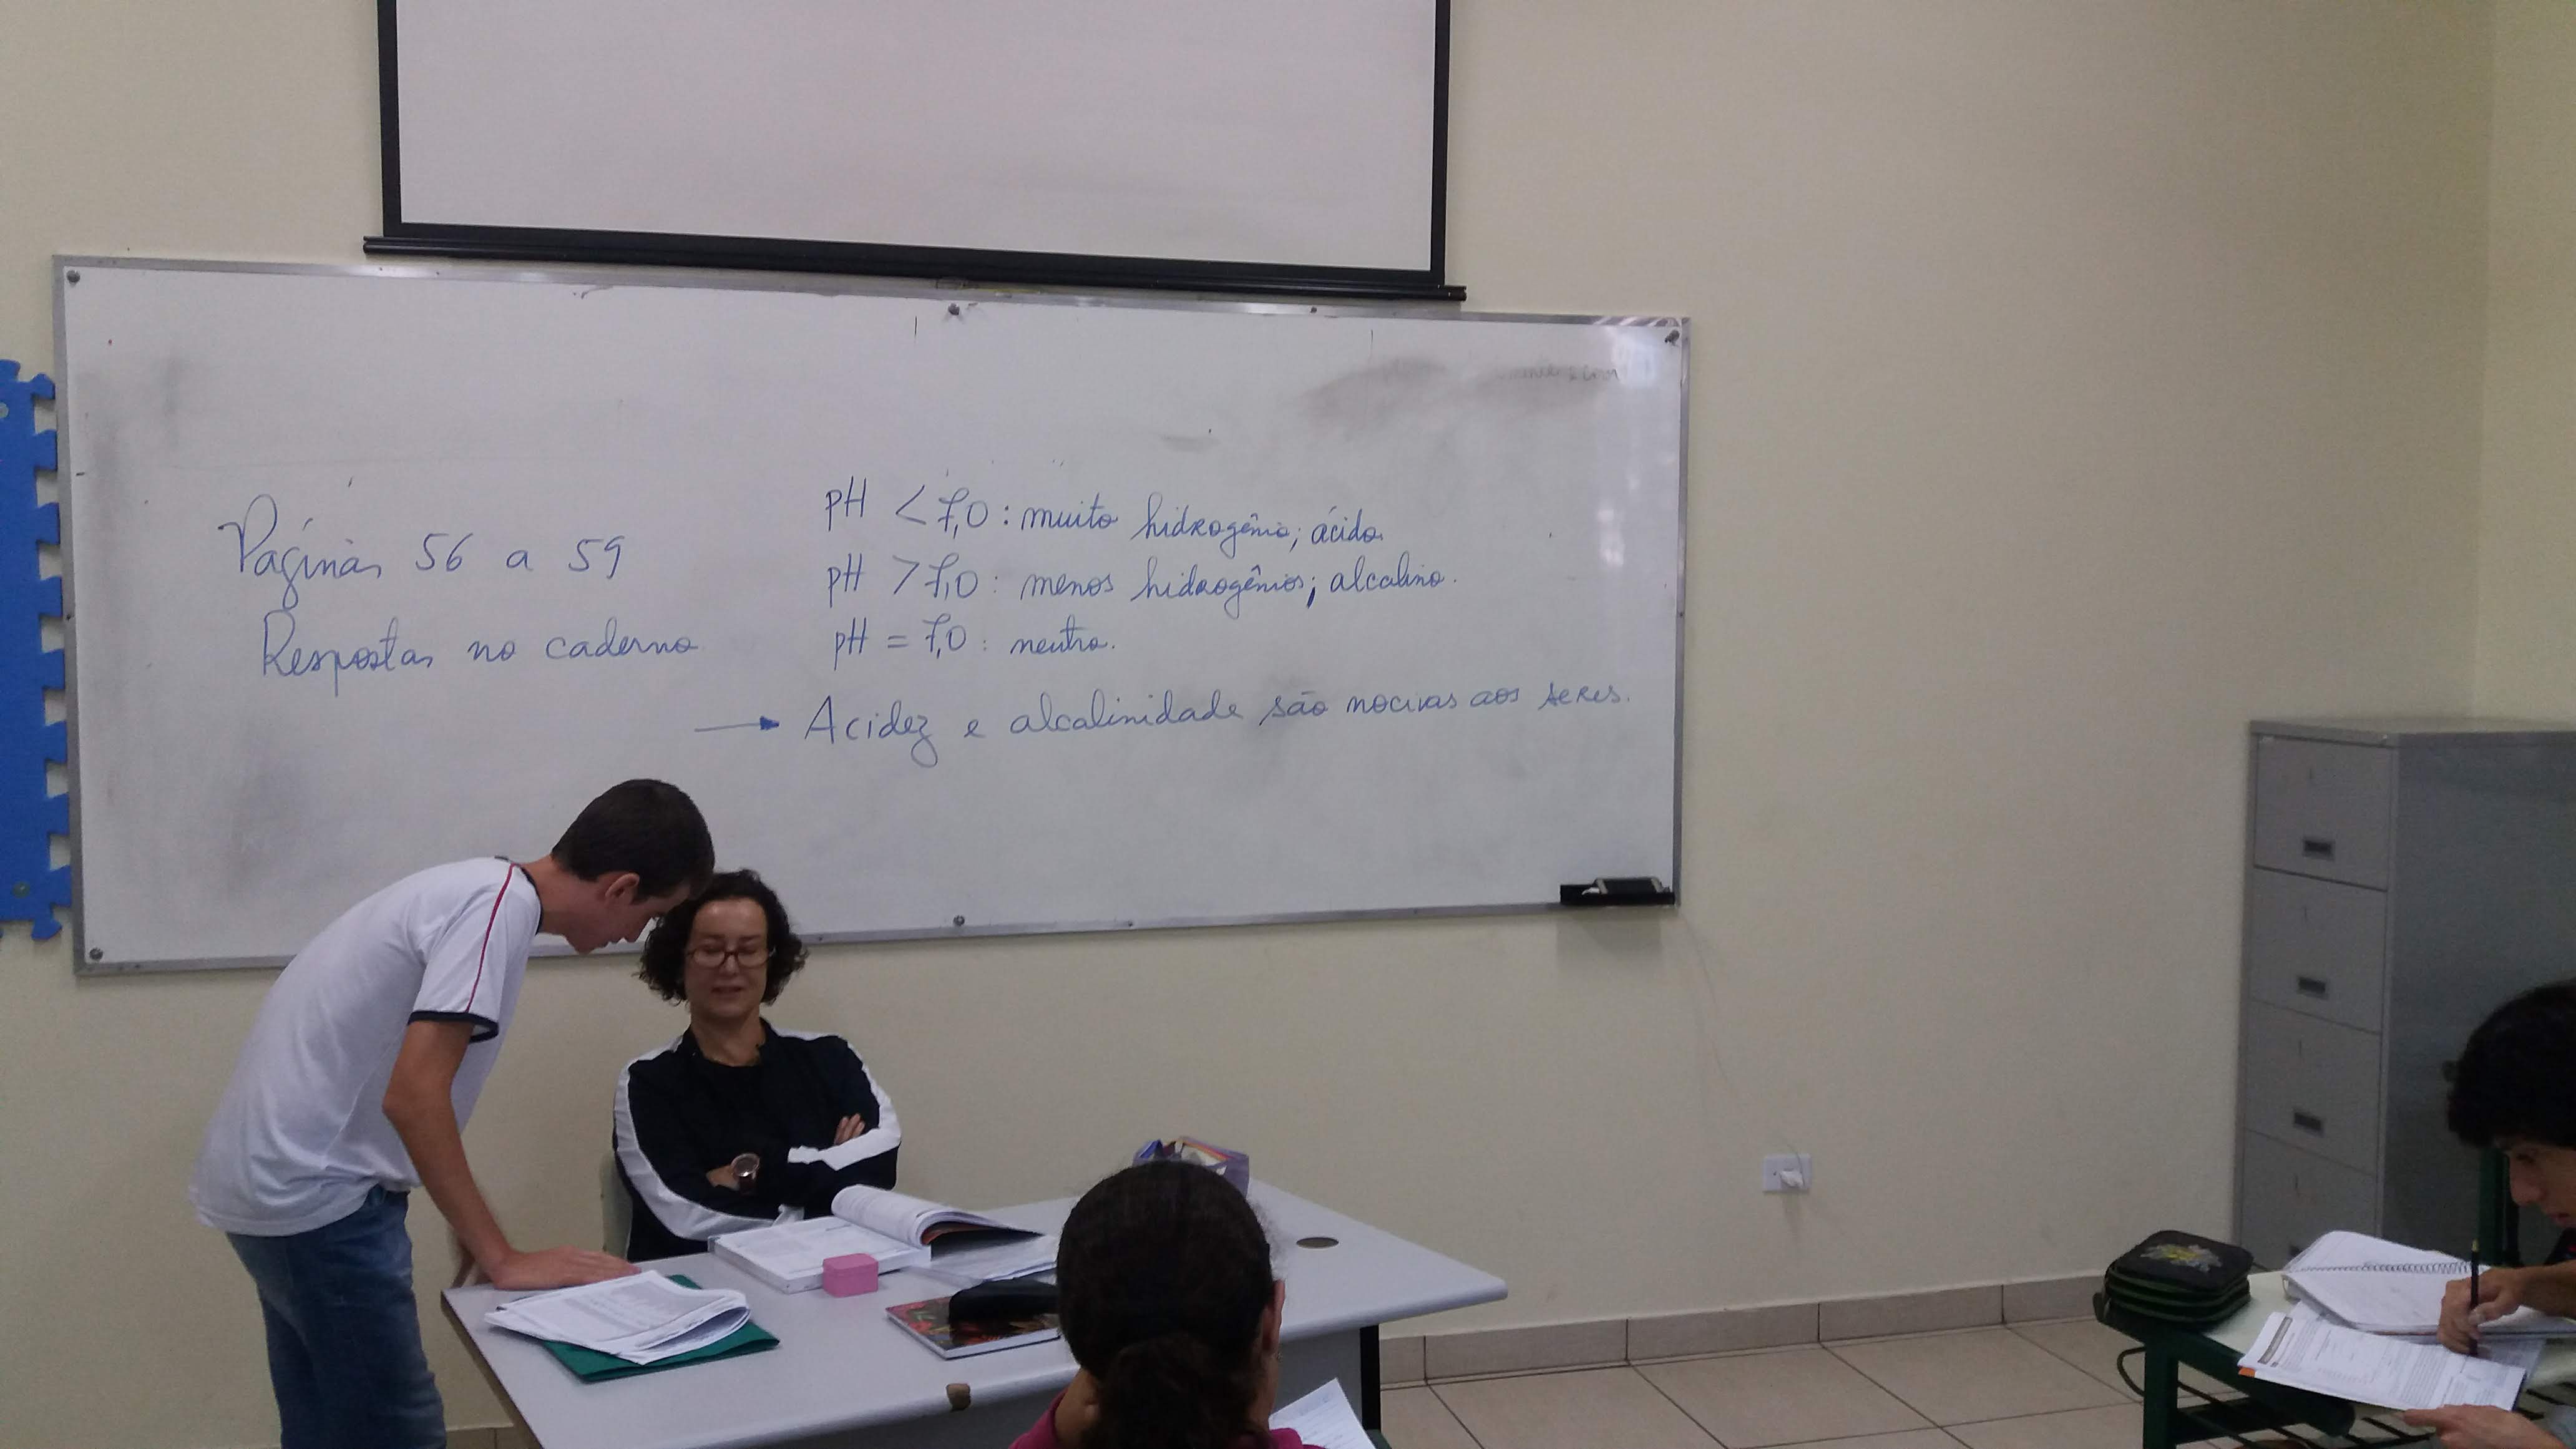 Páginas 56 a 59
Respostas no caderno
pH < 7,0 : muito hidrogênio; ácido.
pH > 7,0 : menos hidrogênios; alcalino.
pH = 7,0 : neutro.
→ Acidez e alcalinidade são nocivas aos seres.